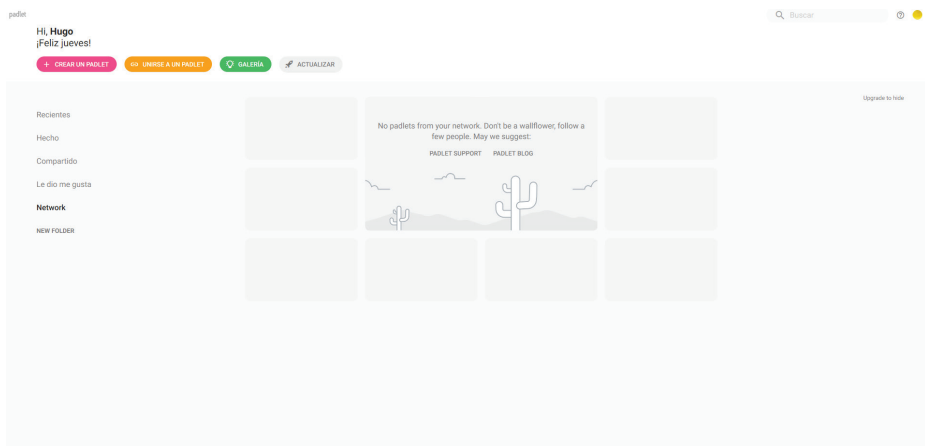 padlet
Buscar
Hi, Hugo
¡Feliz jueves!
+ CREAR UN PADLET
UNIRSE A UN PADLET
GALERÍA
ACTUALIZAR
Upgrade to hide
Recientes
Hecho
Compartido
Le dio me gusta
Network
NEW FOLDER
No padlets from your network. Don't be a wallflower, follow a
few people. May we suggest:
PADLET SUPPORT PADLET BLOG